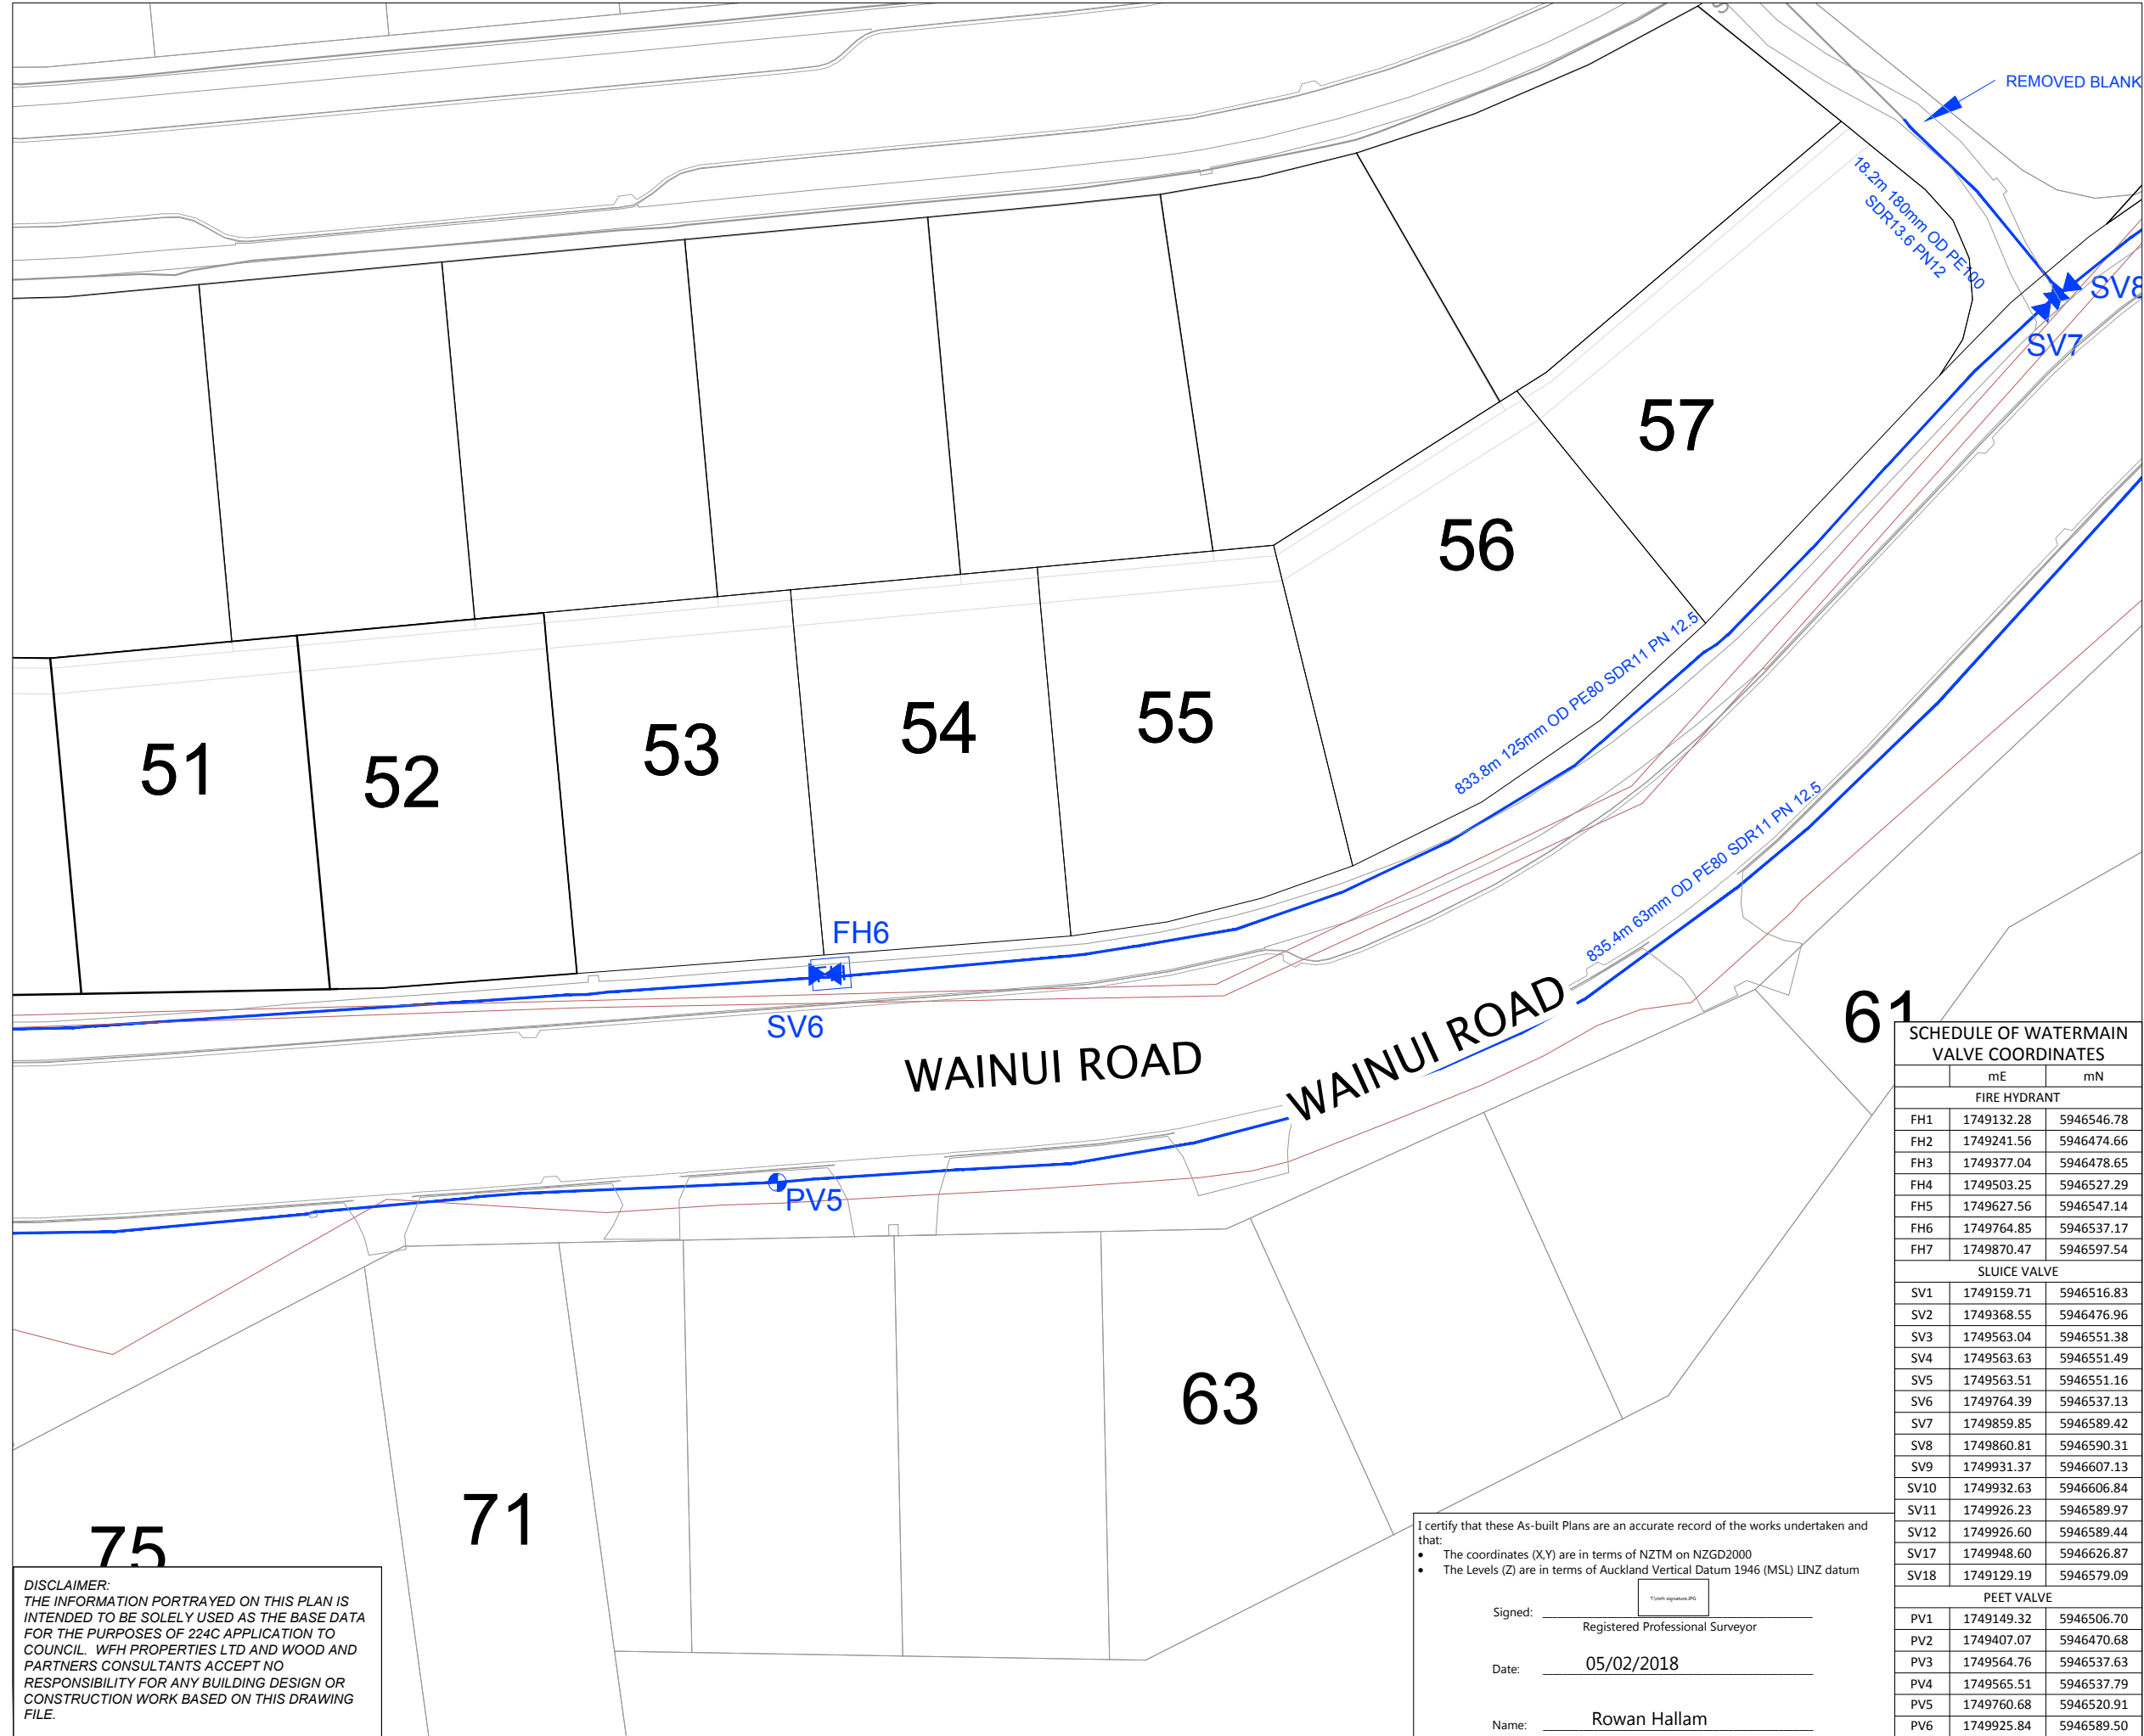 REMOVED BLANK
18.2m 180mm OD PE100
SDR13.6 PN12
SV8
SV7
57
56
833.8m 125mm OD PE80 SDR11 PN 12.5
55
54
53
52
51
835.4m 63mm OD PE80 SDR11 PN 12.5
FH6
SV6
WAINUI ROAD
WAINUI ROAD
61
PV5
63
71
75
SCHEDULE OF WATERMAIN
VALVE COORDINATES
mE mN
FIRE HYDRANT
FH1 1749132.28 5946546.78
FH2 1749241.56 5946474.66
FH3 1749377.04 5946478.65
FH4 1749503.25 5946527.29
FH5 1749627.56 5946547.14
FH6 1749764.85 5946537.17
FH7 1749870.47 5946597.54
SLUICE VALVE
SV1 1749159.71 5946516.83
SV2 1749368.55 5946476.96
SV3 1749563.04 5946551.38
SV4 1749563.63 5946551.49
SV5 1749563.51 5946551.16
SV6 1749764.39 5946537.13
SV7 1749859.85 5946589.42
SV8 1749860.81 5946590.31
SV9 1749931.37 5946607.13
SV10 1749932.63 5946606.84
SV11 1749926.23 5946589.97
SV12 1749926.60 5946589.44
SV17 1749948.60 5946626.87
SV18 1749129.19 5946579.09
PEET VALVE
PV1 1749149.32 5946506.70
PV2 1749407.07 5946470.68
PV3 1749564.76 5946537.63
PV4 1749565.51 5946537.79
PV5 1749760.68 5946520.91
PV6 1749925.84 5946589.50
I certify that these As-built Plans are an accurate record of the works undertaken and
that:
• The coordinates (X,Y) are in terms of NZTM on NZGD2000
• The Levels (Z) are in terms of Auckland Vertical Datum 1946 (MSL) LINZ datum
Signed:
Registered Professional Surveyor
Date: 05/02/2018
Name: Rowan Hallam
DISCLAIMER:
THE INFORMATION PORTRAYED ON THIS PLAN IS
INTENDED TO BE SOLELY USED AS THE BASE DATA
FOR THE PURPOSES OF 224C APPLICATION TO
COUNCIL. WFH PROPERTIES LTD AND WOOD AND
PARTNERS CONSULTANTS ACCEPT NO
RESPONSIBILITY FOR ANY BUILDING DESIGN OR
CONSTRUCTION WORK BASED ON THIS DRAWING
FILE.